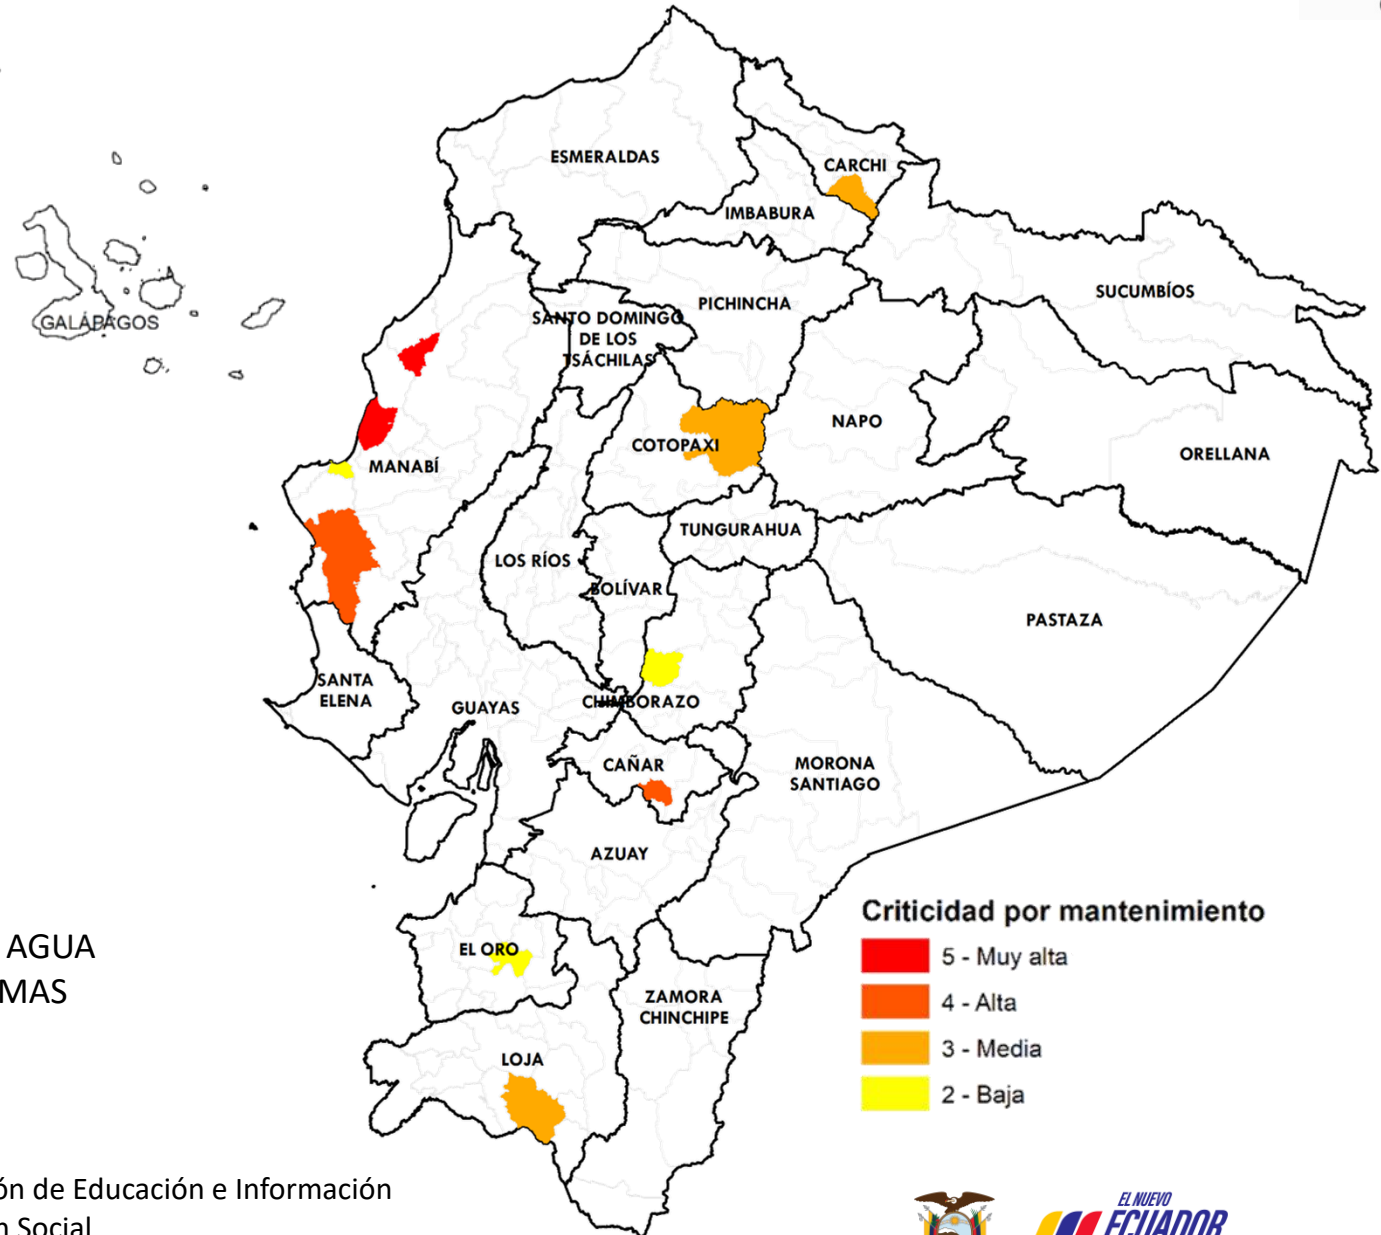 ESMERALDAS
CARCHI
IMBABURA
SUCUMBÍOS
PICHINCHA
GALÁPAGOS
SANTO DOMINGO
DE LOS
TSÁCHILAS
NAPO
COTOPAXI
ORELLANA
MANABÍ
TUNGURAHUA
LOS RÍOS
BOLÍVAR
PASTAZA
SANTA
ELENA
CHIMBORAZO
GUAYAS
CAÑAR
MORONA
SANTIAGO
AZUAY
Criticidad por mantenimiento
5 - Muy alta
4 - Alta
3 - Media
2 - Baja
AGUA
MAS
EL ORO
ZAMORA
CHINCHIPE
LOJA
ón de Educación e Información
n Social
EL NUEVO
ECUADOR